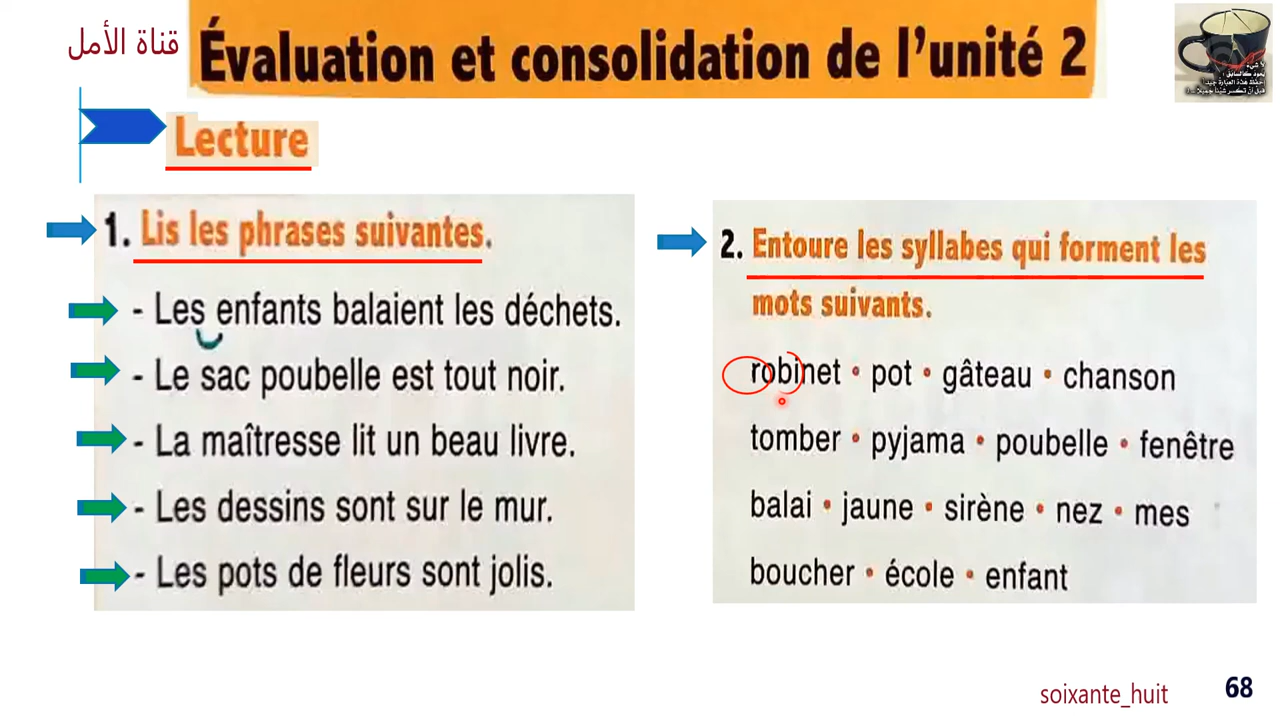 قناة الأمل
Évaluation et consolidation de l'unité 2
Lecture
1. Lis les phrases suivantes.
- Les enfants balaient les déchets.
- Le sac poubelle est tout noir.
- La maîtresse lit un beau livre.
- Les dessins sont sur le mur.
- Les pots de fleurs sont jolis.
2. Entoure les syllabes qui forment les
mots suivants.
robinet • pot • gâteau • chanson
tomber • pyjama • poubelle • fenêtre
balai • jaune • sirène • nez • mes
boucher • école • enfant
soixante_huit 68